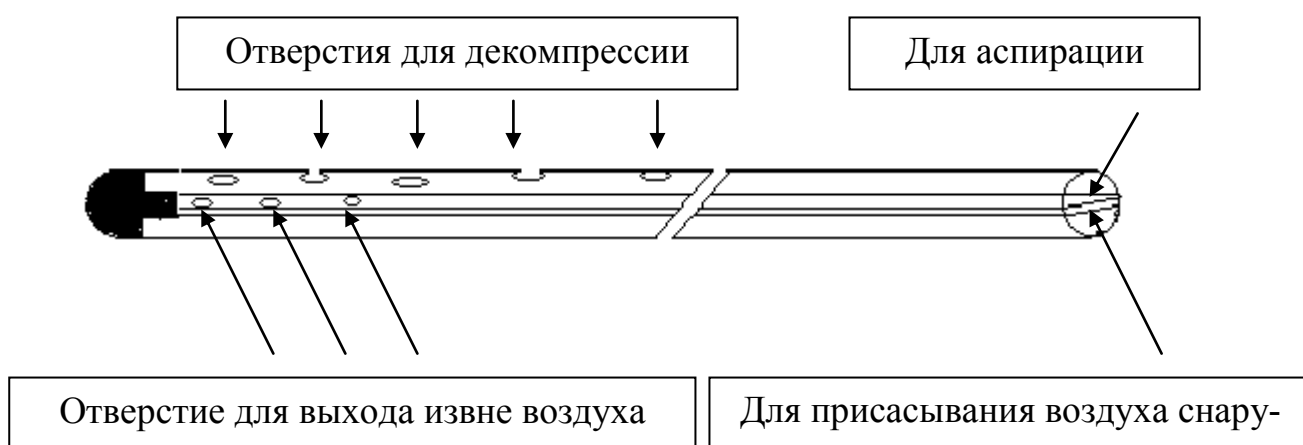 Отверстия для декомпрессии
Для аспирации
Отверстие для выхода извне воздуха
Для присасывания воздуха снару-